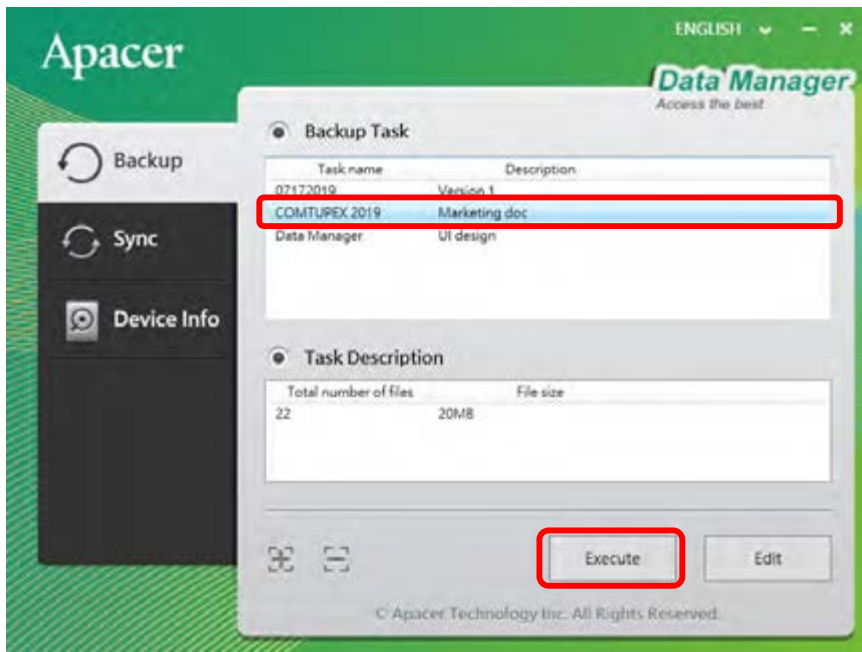 ENGLISH
Apacer
Data Manager
Access the best
Backup
Sync
Device Info
Backup Task
Task name Description
07172019 Version 1
COMTUPEX 2019 Marketing doc
Data Manager UI design
Task Description
Total number of files File size
22 20MB
Execute Edit
© Apacer Technology Inc. All Rights Reserved.